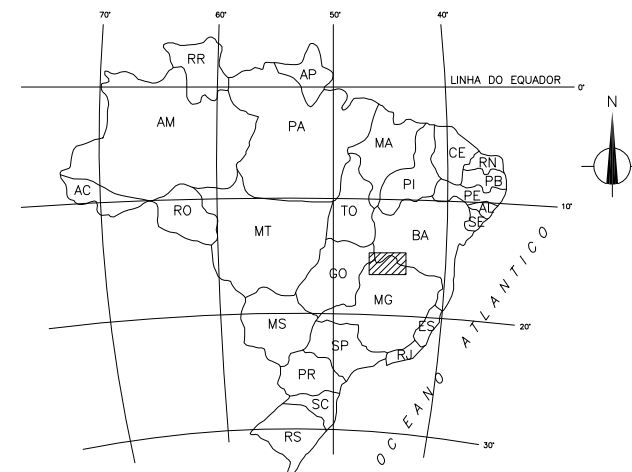 70°
60°
50°
40°
RR
AP
LINHA DO EQUADOR
0°
N
AM
PA
MA
CE
RN
PB
PI
PE
AL
SE
AC
RO
TO
10°
MT
BA
GO
MG
MS
ES
20°
SP
RJ
PR
SC
RS
30°
OCEANO ATLANTICO